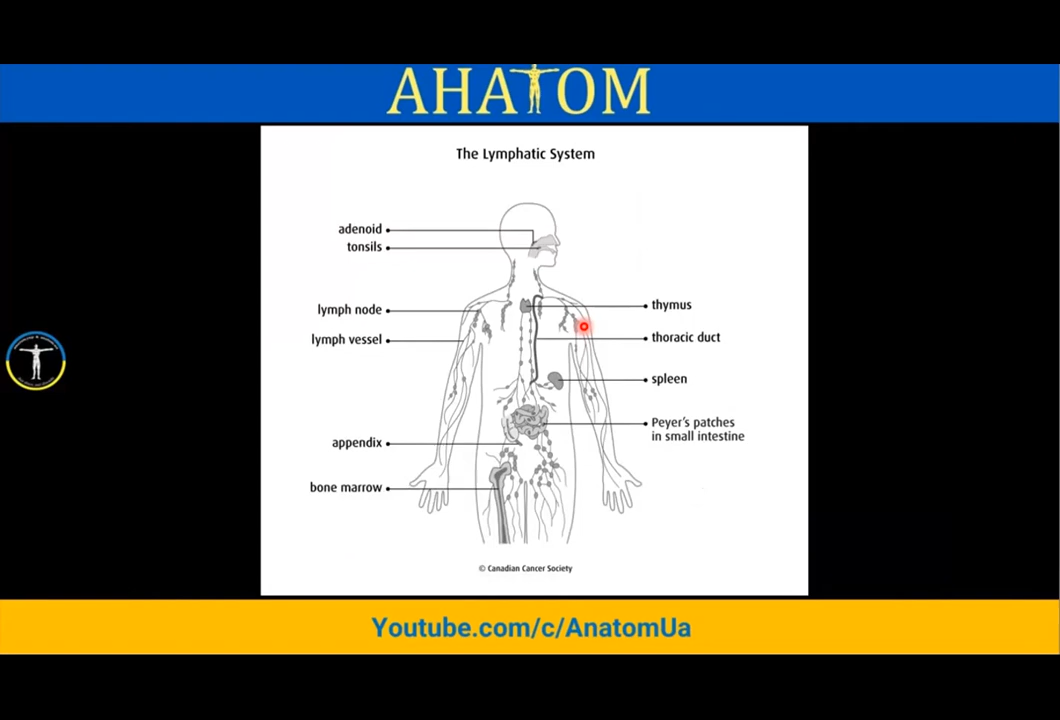 АНАТОМ
The Lymphatic System
adenoid
tonsils
lymph node
lymph vessel
appendix
bone marrow
thymus
thoracic duct
spleen
Peyer's patches
in small intestine
© Canadian Cancer Society
Youtube.com/c/AnatomUa